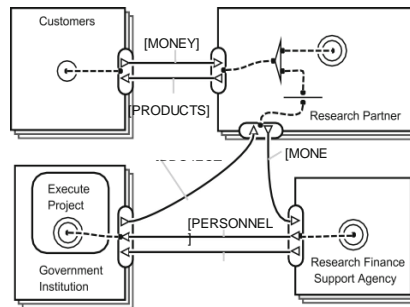 Customers
[MONEY]
[PRODUCTS]
Research Partner
[MONE
Execute
Project
[PERSONNEL
]
Government
Institution
Research Finance
Support Agency